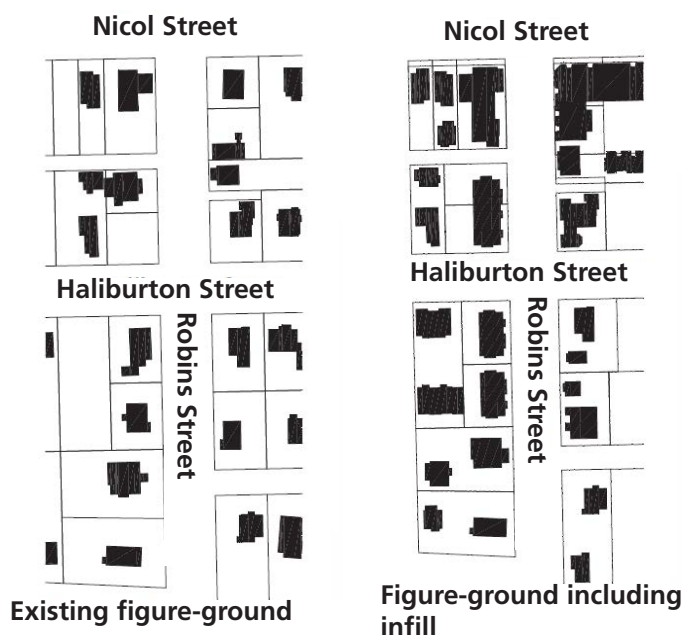 Nicol Street
Haliburton Street
Robins Street
Existing figure-ground
Nicol Street
Haliburton Street
Robins Street
Figure-ground including
infill